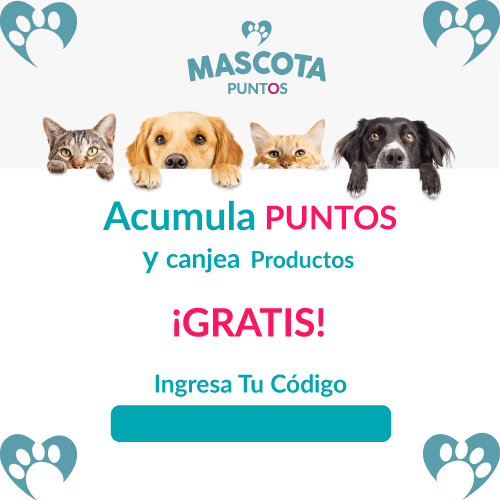 MASCOTA
PUNTOS
Acumula PUNTOS
y canjea Productos
¡GRATIS!
Ingresa Tu Código